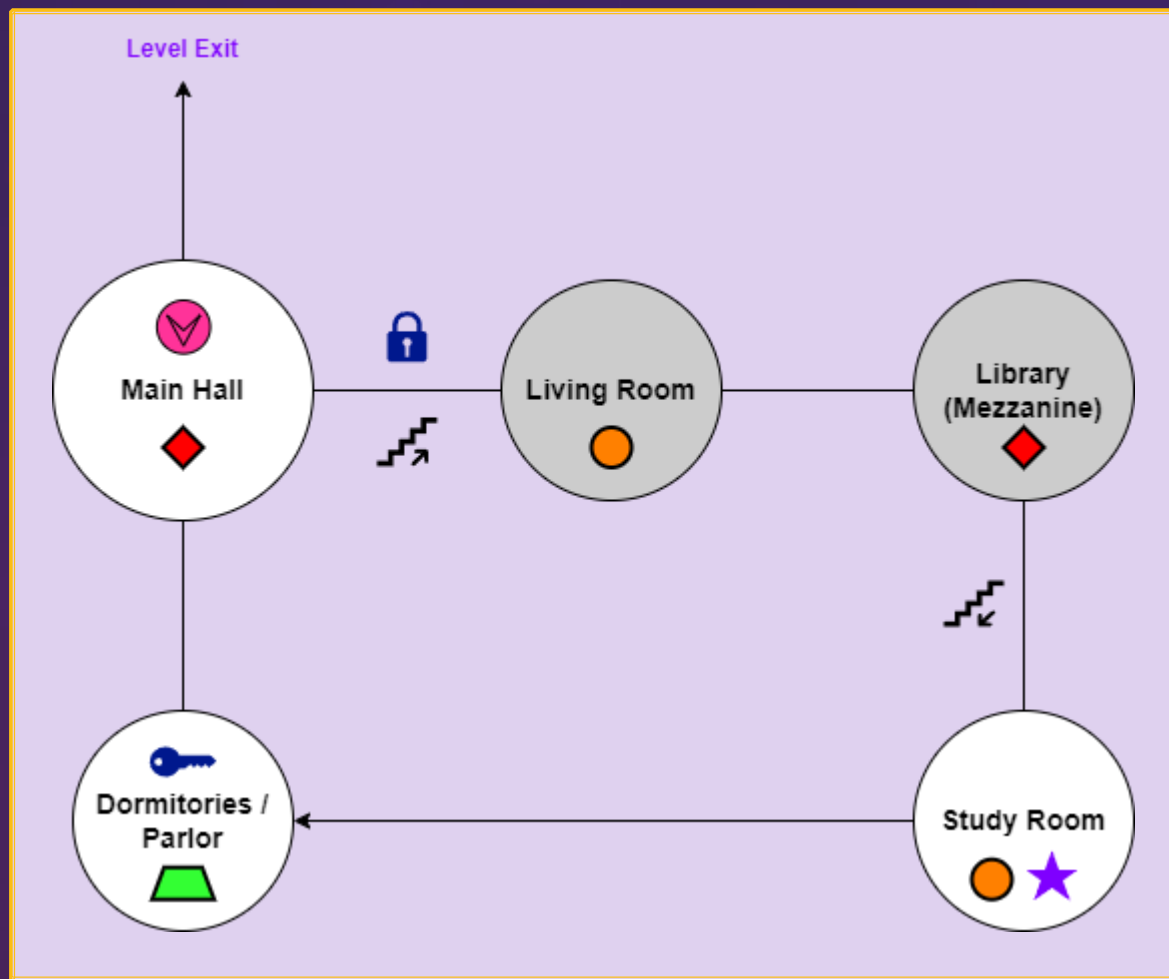 Level Exit
Main Hall
Living Room
Library
(Mezzanine)
Dormitories /
Parlor
Study Room